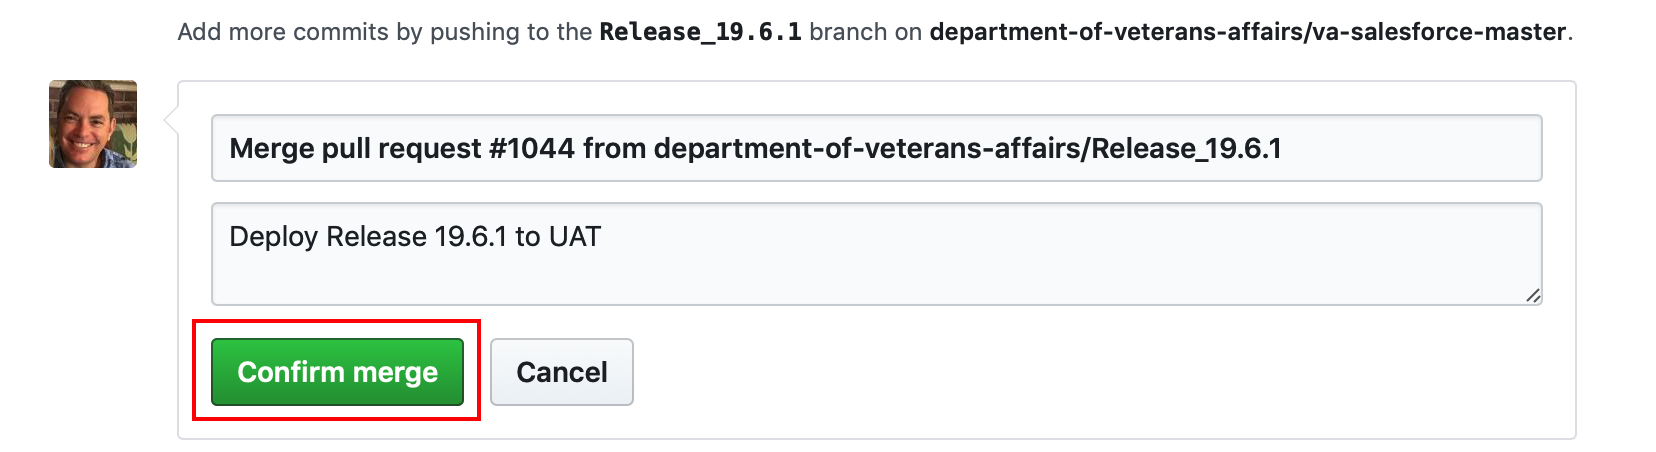 Add more commits by pushing to the Release_19.6.1 branch on department-of-veterans-affairs/va-salesforce-master.
Merge pull request #1044 from department-of-veterans-affairs/Release_19.6.1
Deploy Release 19.6.1 to UAT
Confirm merge Cancel